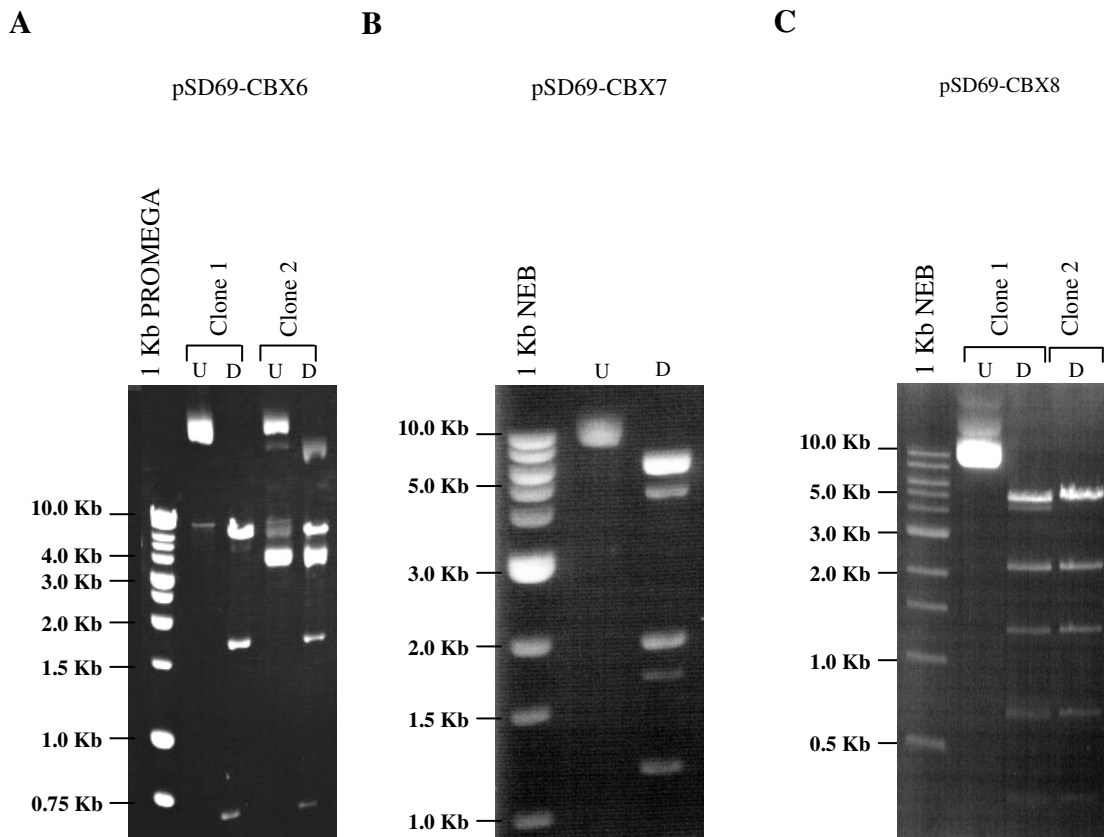 A
pSD69-CBX6
1 Kb PROMEGA
Clone 1
Clone 2
U
D
U
D
10.0 Kb
4.0 Kb
3.0 Kb
2.0 Kb
1.5 Kb
1.0 Kb
0.75 Kb
B
pSD69-CBX7
1 Kb NEB
U
D
10.0 Kb
5.0 Kb
3.0 Kb
2.0 Kb
1.5 Kb
1.0 Kb
C
pSD69-CBX8
1 Kb NEB
Clone 1
Clone 2
U
D
D
10.0 Kb
5.0 Kb
3.0 Kb
2.0 Kb
1.0 Kb
0.5 Kb